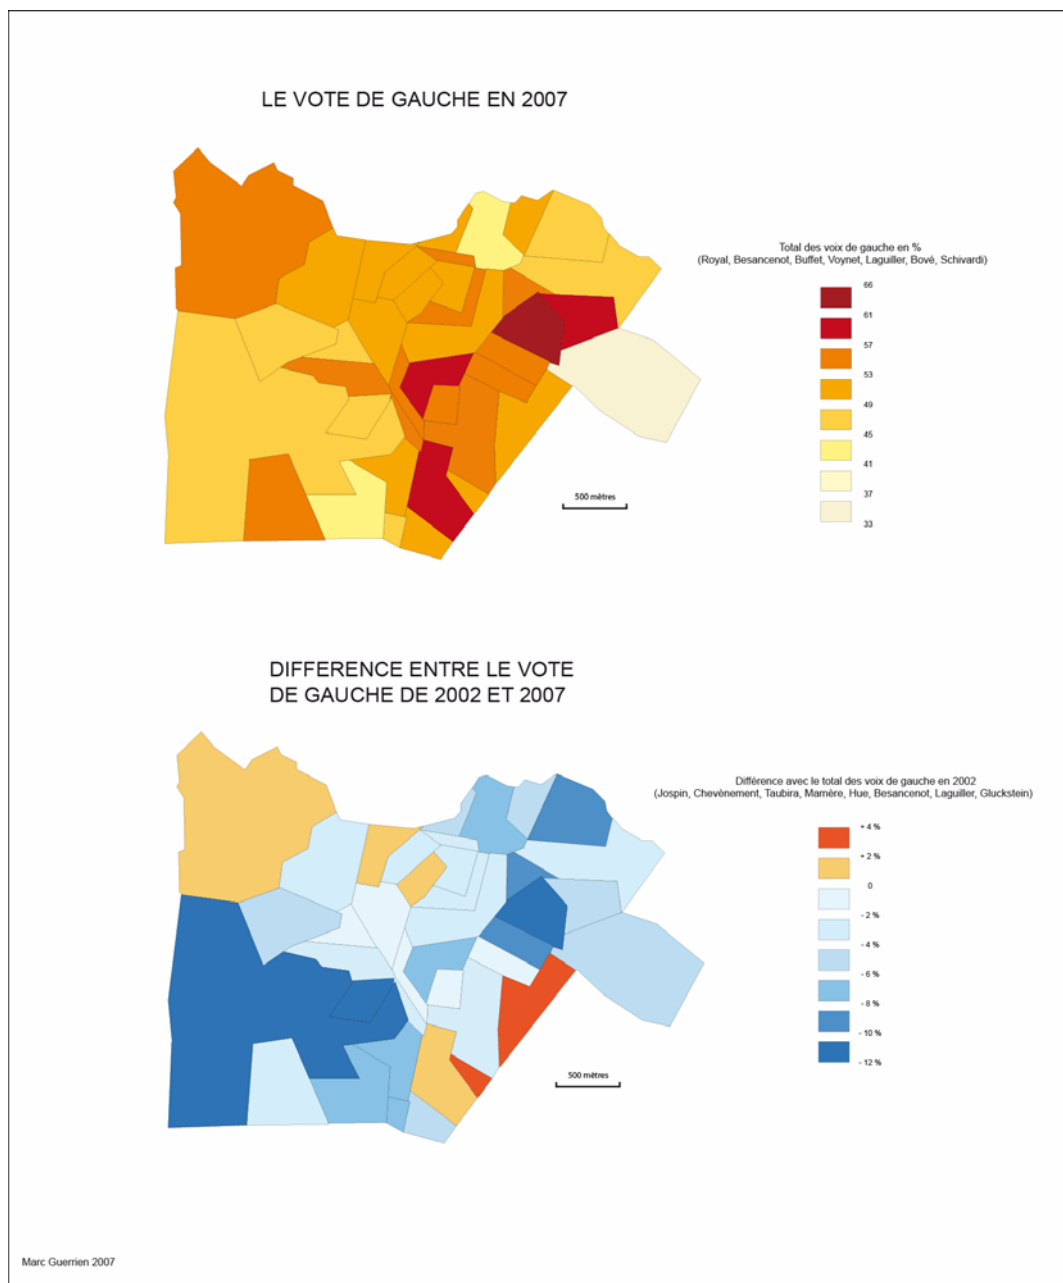 LE VOTE DE GAUCHE EN 2007
Total des voix de gauche en %
(Royal, Besancenot, Buffet, Voynet, Laguiller, Bové, Schivardi)
66
61
57
53
49
45
41
37
33
500 mètres
DIFFERENCE ENTRE LE VOTE
DE GAUCHE DE 2002 ET 2007
Différence avec le total des voix de gauche en 2002
(Jospin, Chevènement, Taubira, Mamère, Hue, Besancenot, Laguiller, Gluckstein)
+ 4 %
+ 2 %
0
- 2 %
- 4 %
- 6 %
- 8 %
- 10 %
- 12 %
500 mètres
Marc Guerrien 2007